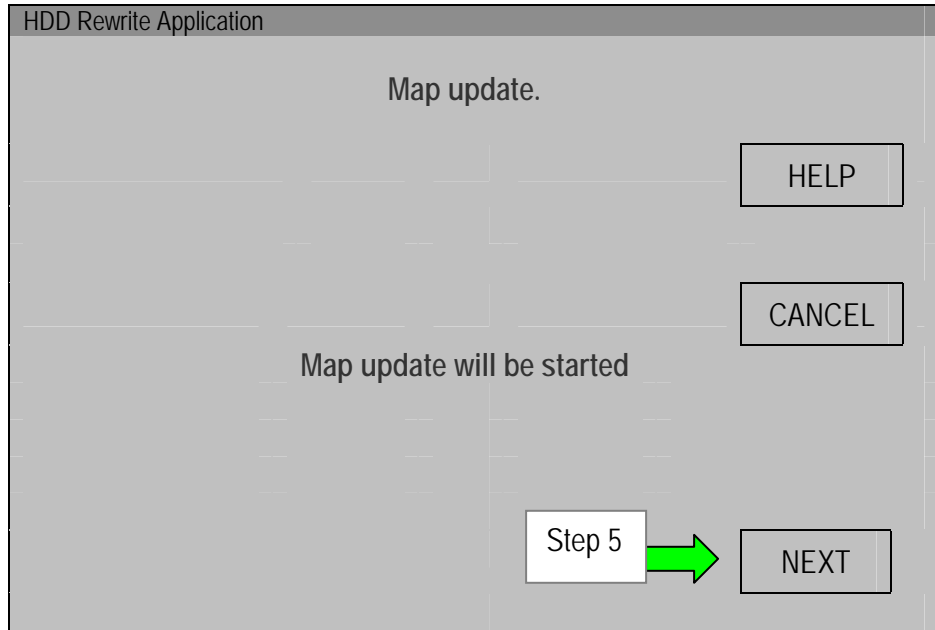 HDD Rewrite Application
Map update.
HELP
CANCEL
Map update will be started
Step 5
NEXT